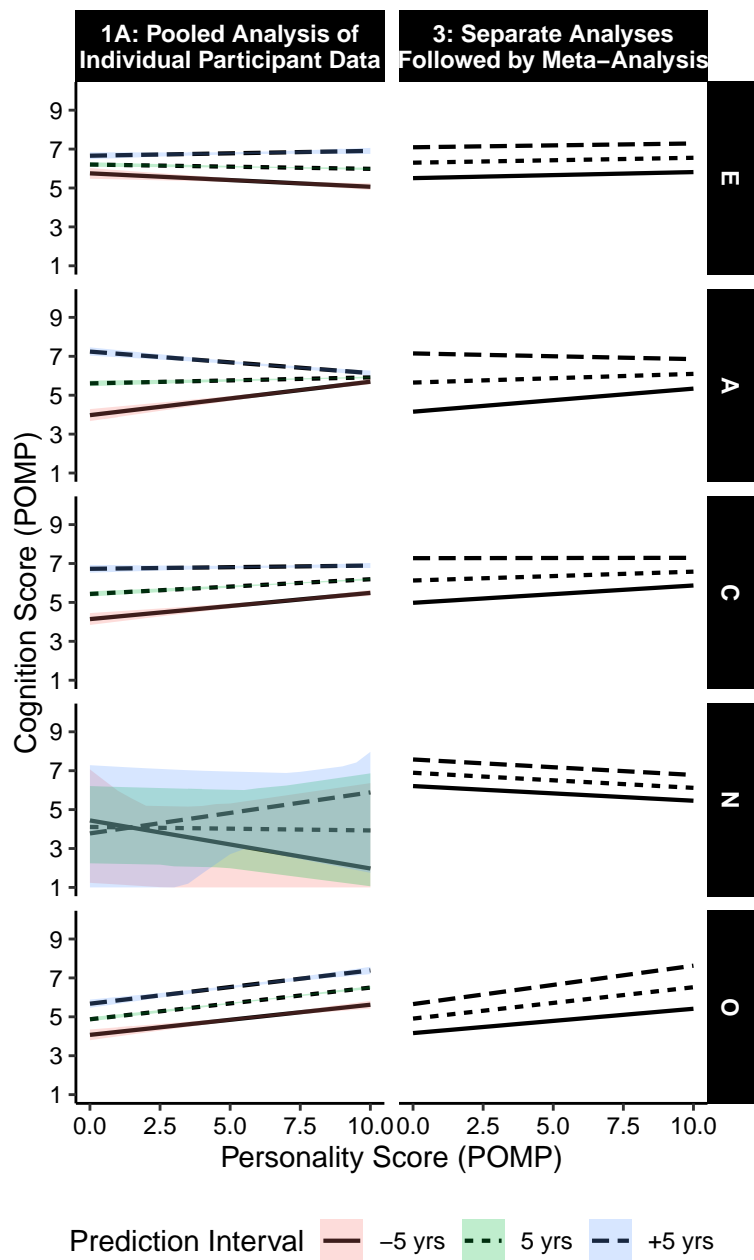 1A: Pooled Analysis of
Individual Participant Data
3: Separate Analyses
Followed by Meta−Analysis
9
7
5
3
1
E
9
7
5
3
1
A
Cognition Score (POMP)
9
7
5
3
1
C
9
7
5
3
1
N
9
7
5
3
1
O
0.0 2.5 5.0 7.5 10.0 0.0 2.5 5.0 7.5 10.0
Personality Score (POMP)
Prediction Interval −5 yrs 5 yrs +5 yrs